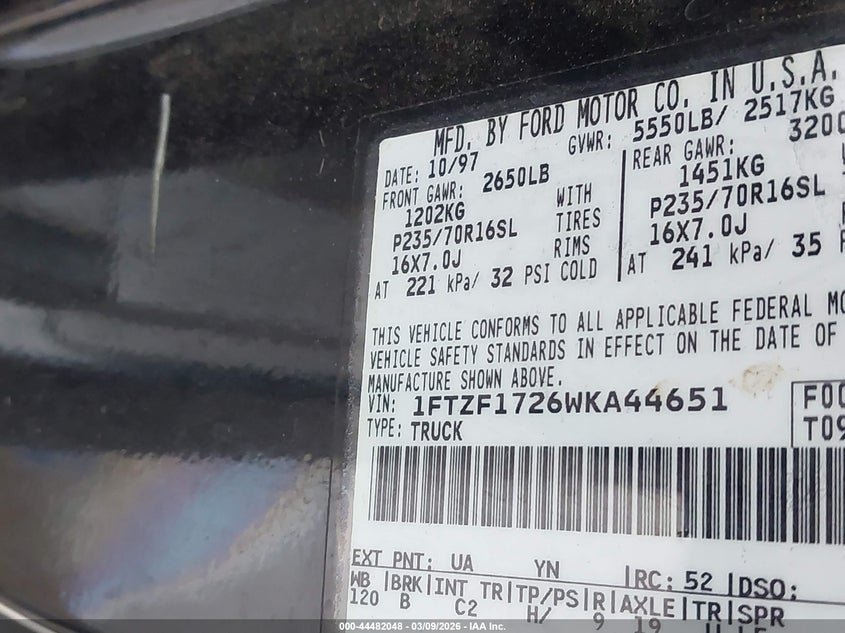 MFD. BY FORD MOTOR CO. IN U.S.A.
DATE: 10/97 GVWR: 5550LB/ 2517KG
FRONT GAWR: 2650LB REAR GAWR: 3200
1202KG WITH 1451KG
P235/70R16SL TIRES P235/70R16SL
16X7.0J RIMS 16X7.0J
AT 221 kPa/ 32 PSI COLD AT 241 kPa/ 35
THIS VEHICLE CONFORMS TO ALL APPLICABLE FEDERAL MO
VEHICLE SAFETY STANDARDS IN EFFECT ON THE DATE OF
MANUFACTURE SHOWN ABOVE.
VIN: 1FTZF1726WKA44651 F00
TYPE: TRUCK T09
EXT PNT: UA YN RC: 52 DSO:
WB BRK INT TR TP/PS R AXLE TR SPR
120 B C2 H/ 9 19
000-44482048 - 03/09/2026 - IAA Inc.